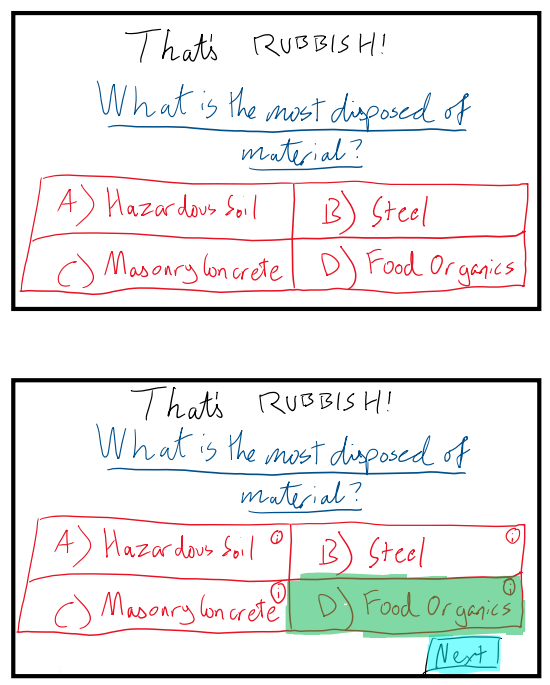 That's RUBBISH!
What is the most disposed of
material?
A) Hazardous Soil
B) Steel
C) Masonry Concrete
D) Food Organics
That's RUBBISH!
What is the most disposed of
material?
A) Hazardous Soil i
B) Steel i
C) Masonry Concrete i
D) Food Organics i
Next